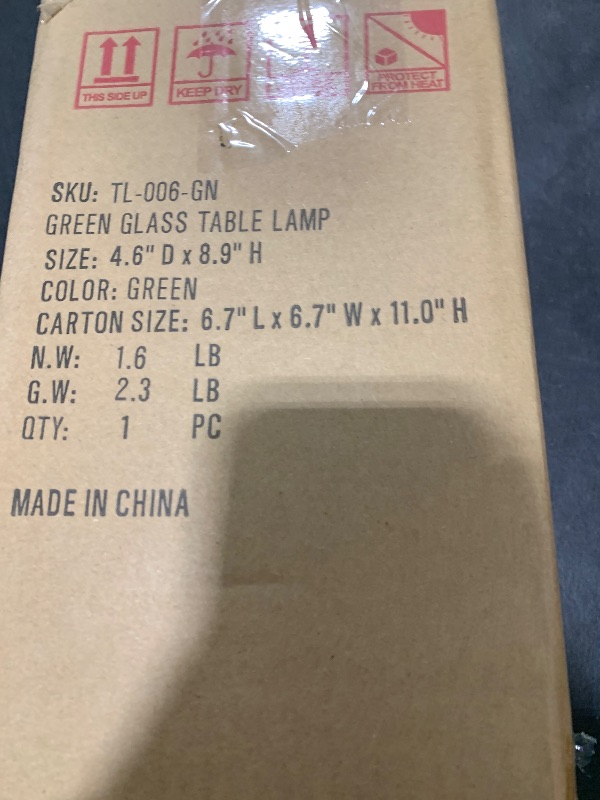 THIS SIDE UP
KEEP DRY
PROTECT
FROM HEAT
SKU: TL-006-GN
GREEN GLASS TABLE LAMP
SIZE: 4.6" D x 8.9" H
COLOR: GREEN
CARTON SIZE: 6.7" L x 6.7" W x 11.0" H
N.W: 1.6 LB
G.W: 2.3 LB
QTY: 1 PC
MADE IN CHINA